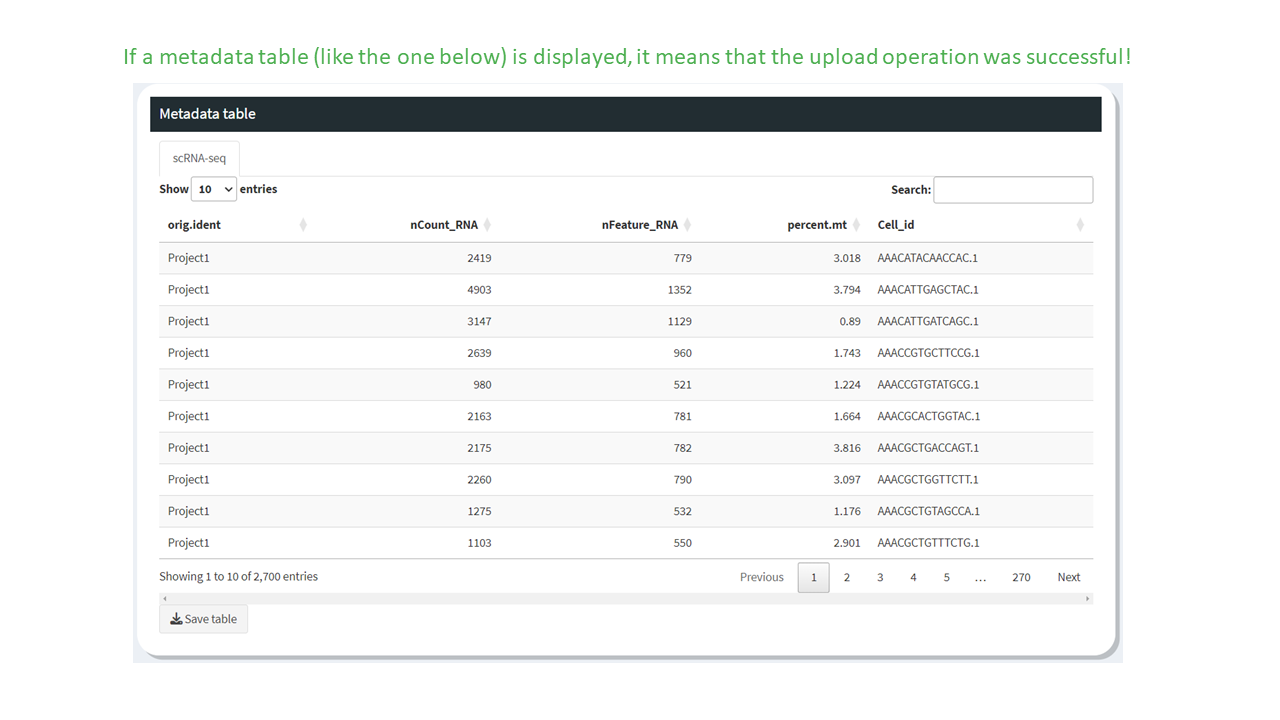 If a metadata table (like the one below) is displayed, it means that the upload operation was successful!
Metadata table
scRNA-seq
Show 10 entries Search:
orig.ident nCount_RNA nFeature_RNA percent.mt Cell_id
Project1 2419 779 3.018 AAACATACAACCAC.1
Project1 4903 1352 3.794 AAACATTGAGCTAC.1
Project1 3147 1129 0.89 AAACATTGATCAGC.1
Project1 2639 960 1.743 AAACCGTGCTTCCG.1
Project1 980 521 1.224 AAACCGTGTATGCG.1
Project1 2163 781 1.664 AAACGCACTGGTAC.1
Project1 2175 782 3.816 AAACGCTGACCAGT.1
Project1 2260 790 3.097 AAACGCTGGTTCTT.1
Project1 1275 532 1.176 AAACGCTGTAGCCA.1
Project1 1103 550 2.901 AAACGCTGTTTCTG.1
Showing 1 to 10 of 2,700 entries Previous 1 2 3 4 5 … 270 Next
Save table